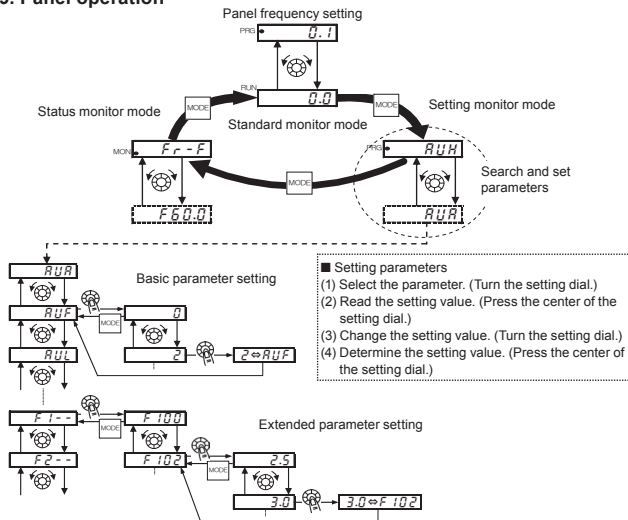 Panel operation
Panel frequency setting
PRG
0.1
RUN
0.0
MODE
MODE
Status monitor mode
Setting monitor mode
Standard monitor mode
MON
Fr-F
PRG
AUH
MODE
Search and set
parameters
F60.0
AUA
AUA
Basic parameter setting
AUF
MODE
0
AUL
2
2⇔AUF
■ Setting parameters
(1) Select the parameter. (Turn the setting dial.)
(2) Read the setting value. (Press the center of the
setting dial.)
(3) Change the setting value. (Turn the setting dial.)
(4) Determine the setting value. (Press the center of
the setting dial.)
Extended parameter setting
F1--
MODE
F100
F2--
F102
MODE
2.5
3.0
3.0⇔F102